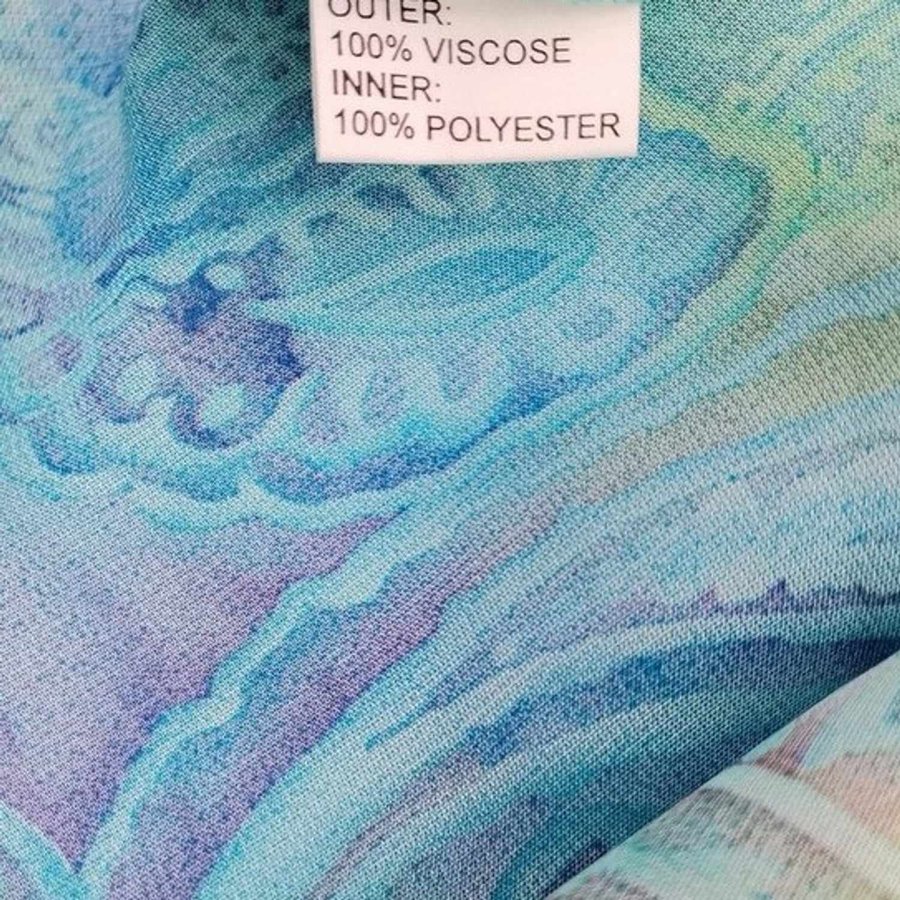 OUTER:
100% VISCOSE
INNER:
100% POLYESTER